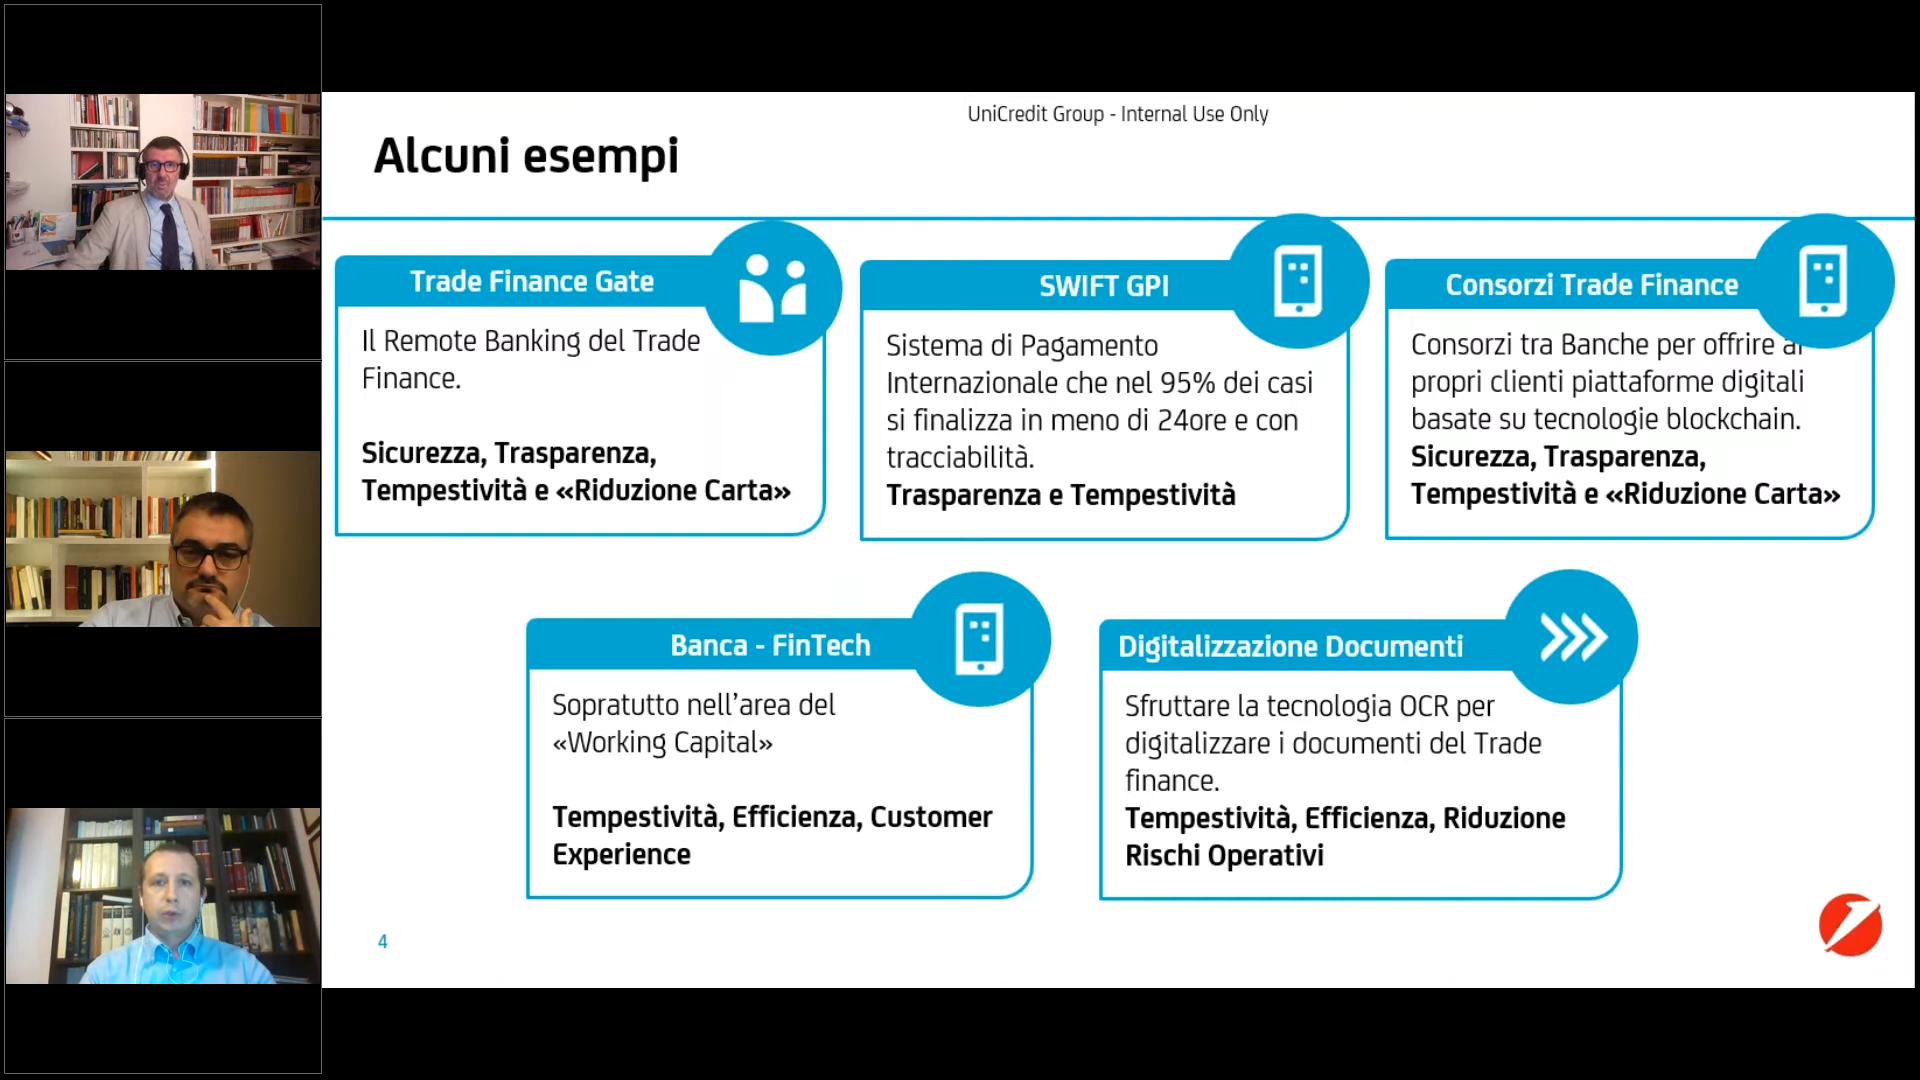 UniCredit Group - Internal Use Only
Alcuni esempi
Trade Finance Gate
Il Remote Banking del Trade
Finance.
Sicurezza, Trasparenza,
Tempestività e «Riduzione Carta»
SWIFT GPI
Sistema di Pagamento
Internazionale che nel 95% dei casi
si finalizza in meno di 24ore e con
tracciabilità.
Trasparenza e Tempestività
Consorzi Trade Finance
Consorzi tra Banche per offrire ai
propri clienti piattaforme digitali
basate su tecnologie blockchain.
Sicurezza, Trasparenza,
Tempestività e «Riduzione Carta»
Banca - FinTech
Sopratutto nell'area del
«Working Capital»
Tempestività, Efficienza, Customer
Experience
Digitalizzazione Documenti
Sfruttare la tecnologia OCR per
digitalizzare i documenti del Trade
finance.
Tempestività, Efficienza, Riduzione
Rischi Operativi
4